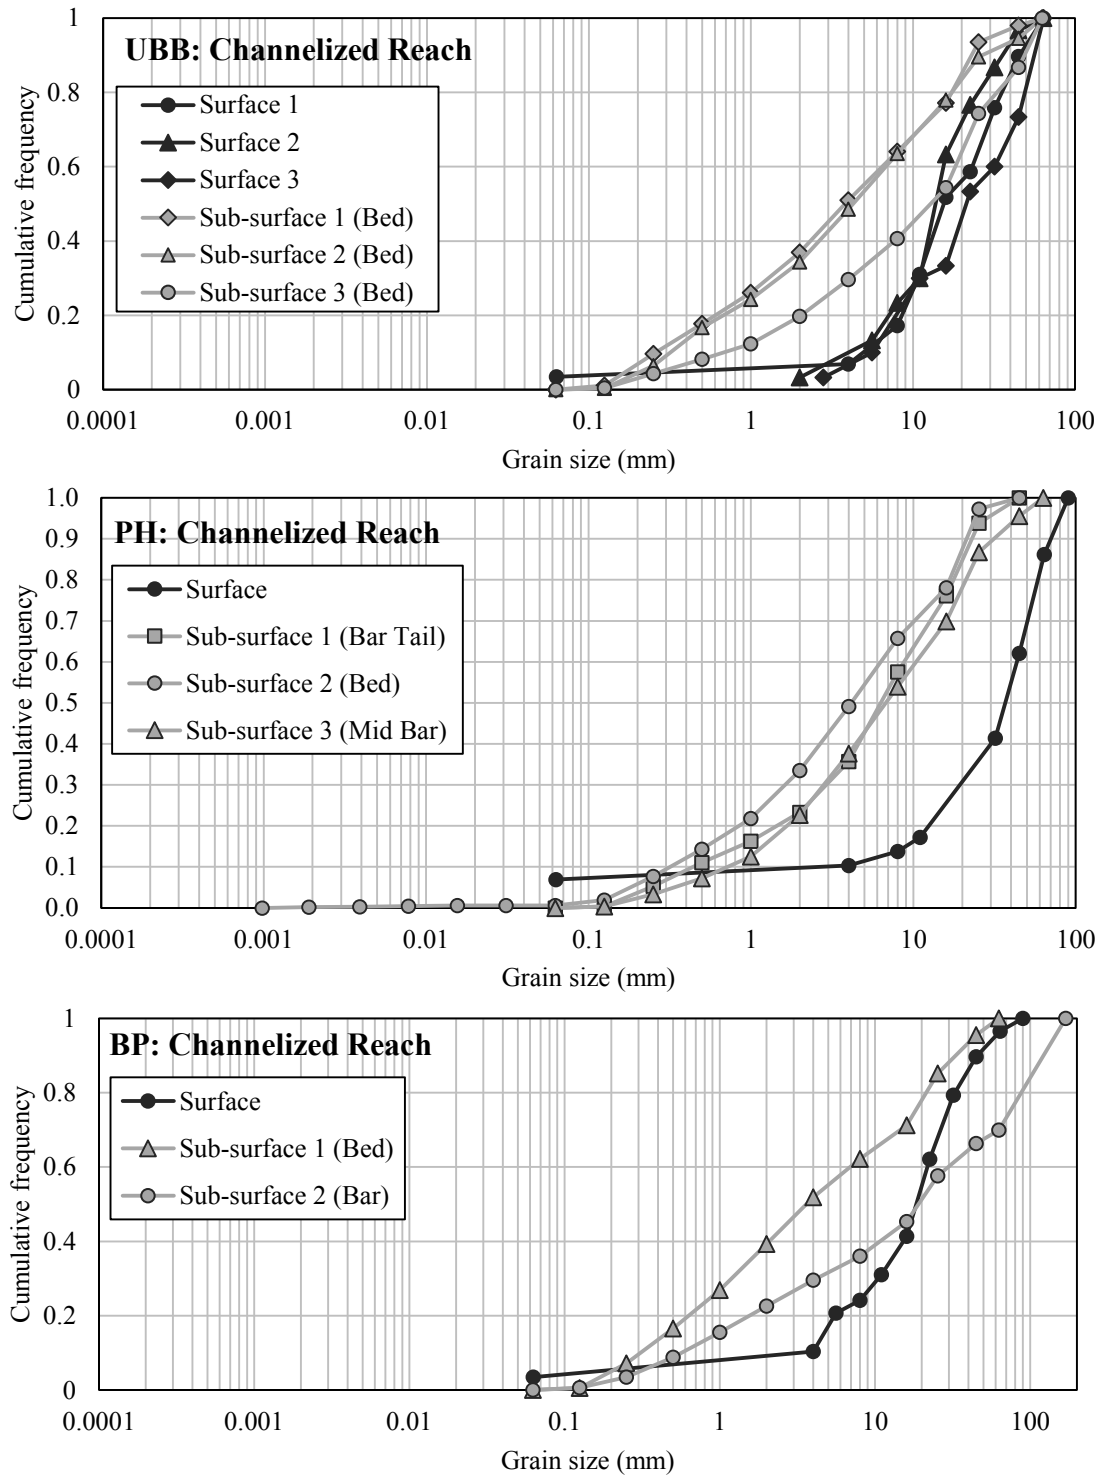 UBB: Channelized Reach
Surface 1
Surface 2
Surface 3
Sub-surface 1 (Bed)
Sub-surface 2 (Bed)
Sub-surface 3 (Bed)
Cumulative frequency
1
0.8
0.6
0.4
0.2
0
0.0001 0.001 0.01 0.1 1 10 100
Grain size (mm)
PH: Channelized Reach
Surface
Sub-surface 1 (Bar Tail)
Sub-surface 2 (Bed)
Sub-surface 3 (Mid Bar)
Cumulative frequency
1.0
0.9
0.8
0.7
0.6
0.5
0.4
0.3
0.2
0.1
0.0
0.0001 0.001 0.01 0.1 1 10 100
Grain size (mm)
BP: Channelized Reach
Surface
Sub-surface 1 (Bed)
Sub-surface 2 (Bar)
Cumulative frequency
1
0.8
0.6
0.4
0.2
0
0.0001 0.001 0.01 0.1 1 10 100
Grain size (mm)